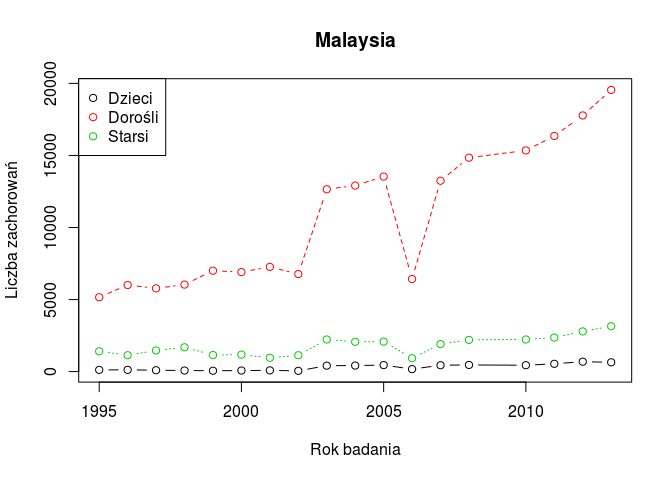 Malaysia
Dzieci
Dorośli
Starsi
Liczba zachorowań
20000
15000
10000
5000
0
1995 2000 2005 2010
Rok badania